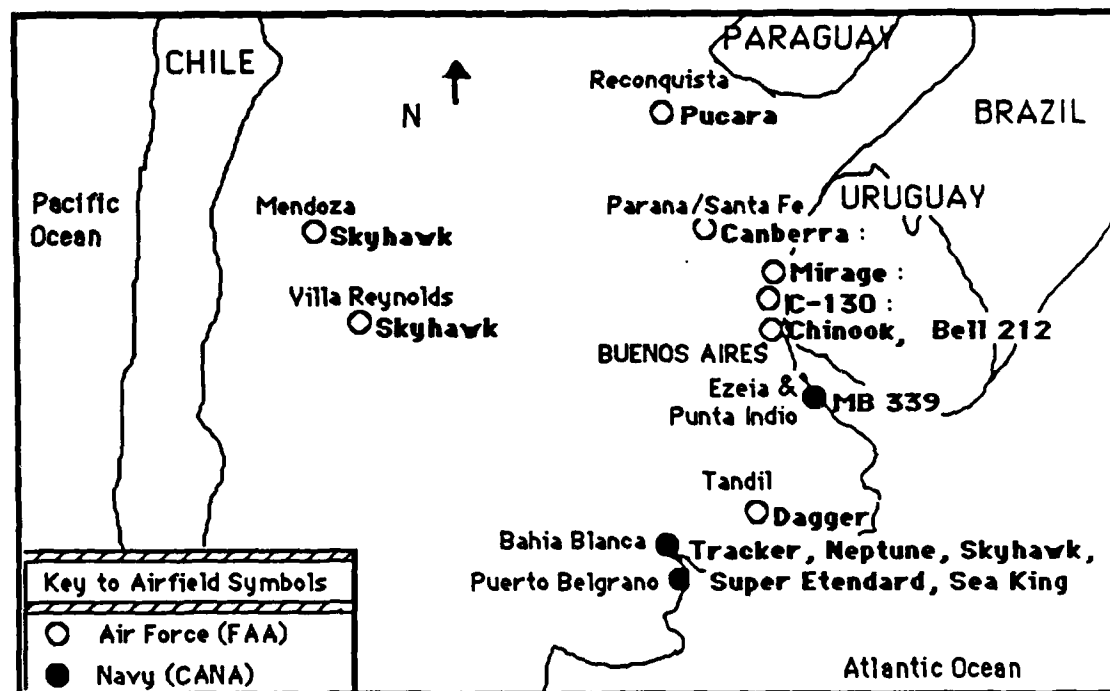 PARAGUAY
CHILE
Reconquista
N
Pucara
BRAZIL
Pacific
Ocean
Mendoza
Skyhawk
Parana/Santa Fe
URUGUAY
Canberra :
Mirage :
Villa Reynolds
Skyhawk
C-130 :
Chinook, Bell 212
BUENOS AIRES
Ezeia &
Punta Indio
MB 339
Tandil
Dagger
Bahia Blanca
Puerto Belgrano
Tracker, Neptune, Skyhawk,
Super Etendard, Sea King
Key to Airfield Symbols
Air Force (FAA)
Navy (CANA)
Atlantic Ocean